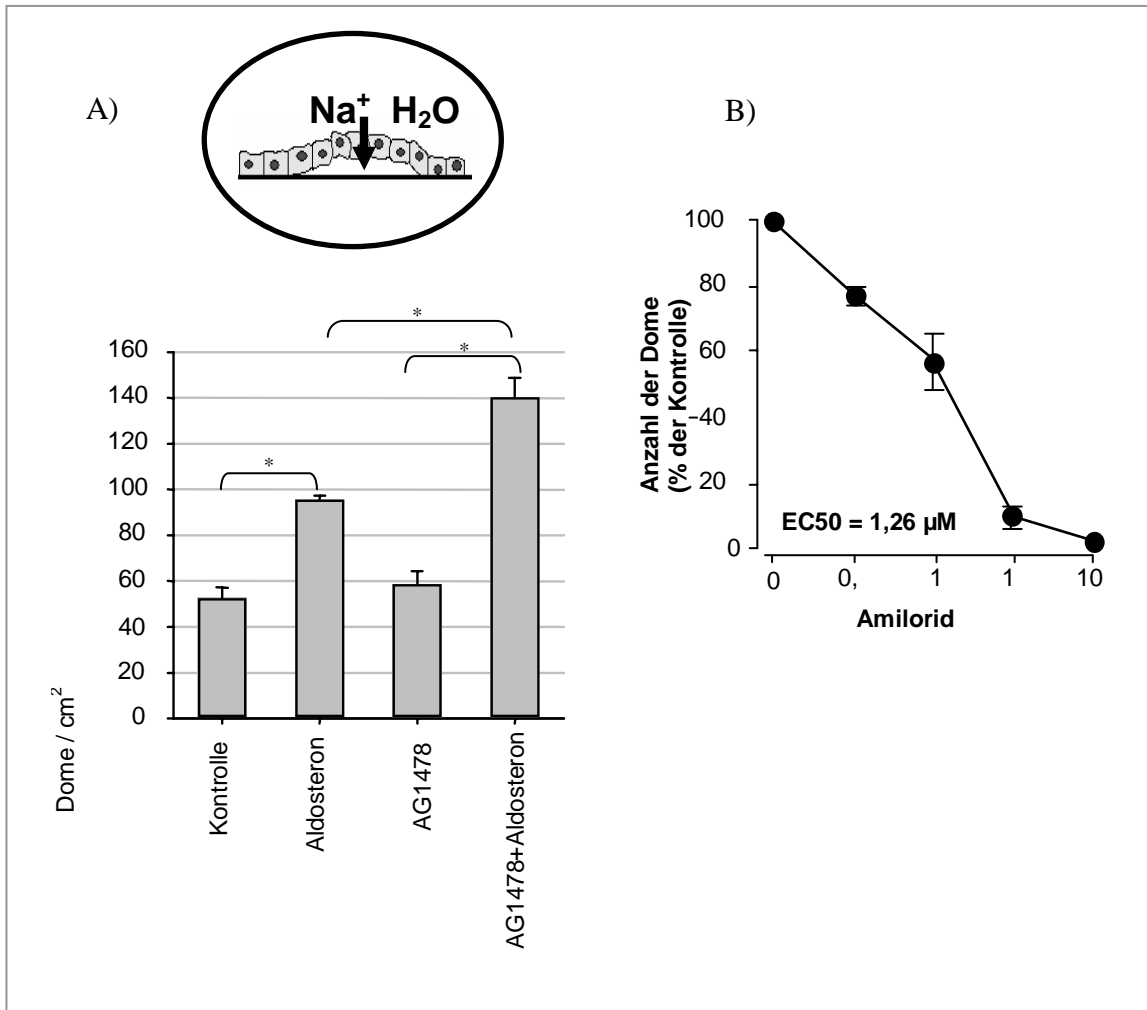 A)
Na⁺ H₂O
*
*
*
160
140
120
100
80
60
40
20
0
Dome / cm²
Kontrolle
Aldosteron
AG1478
AG1478+Aldosteron
B)
Anzahl der Dome
(% der Kontrolle)
100
80
60
40
20
0
EC50 = 1,26 µM
0 0, 1 1 10
Amilorid